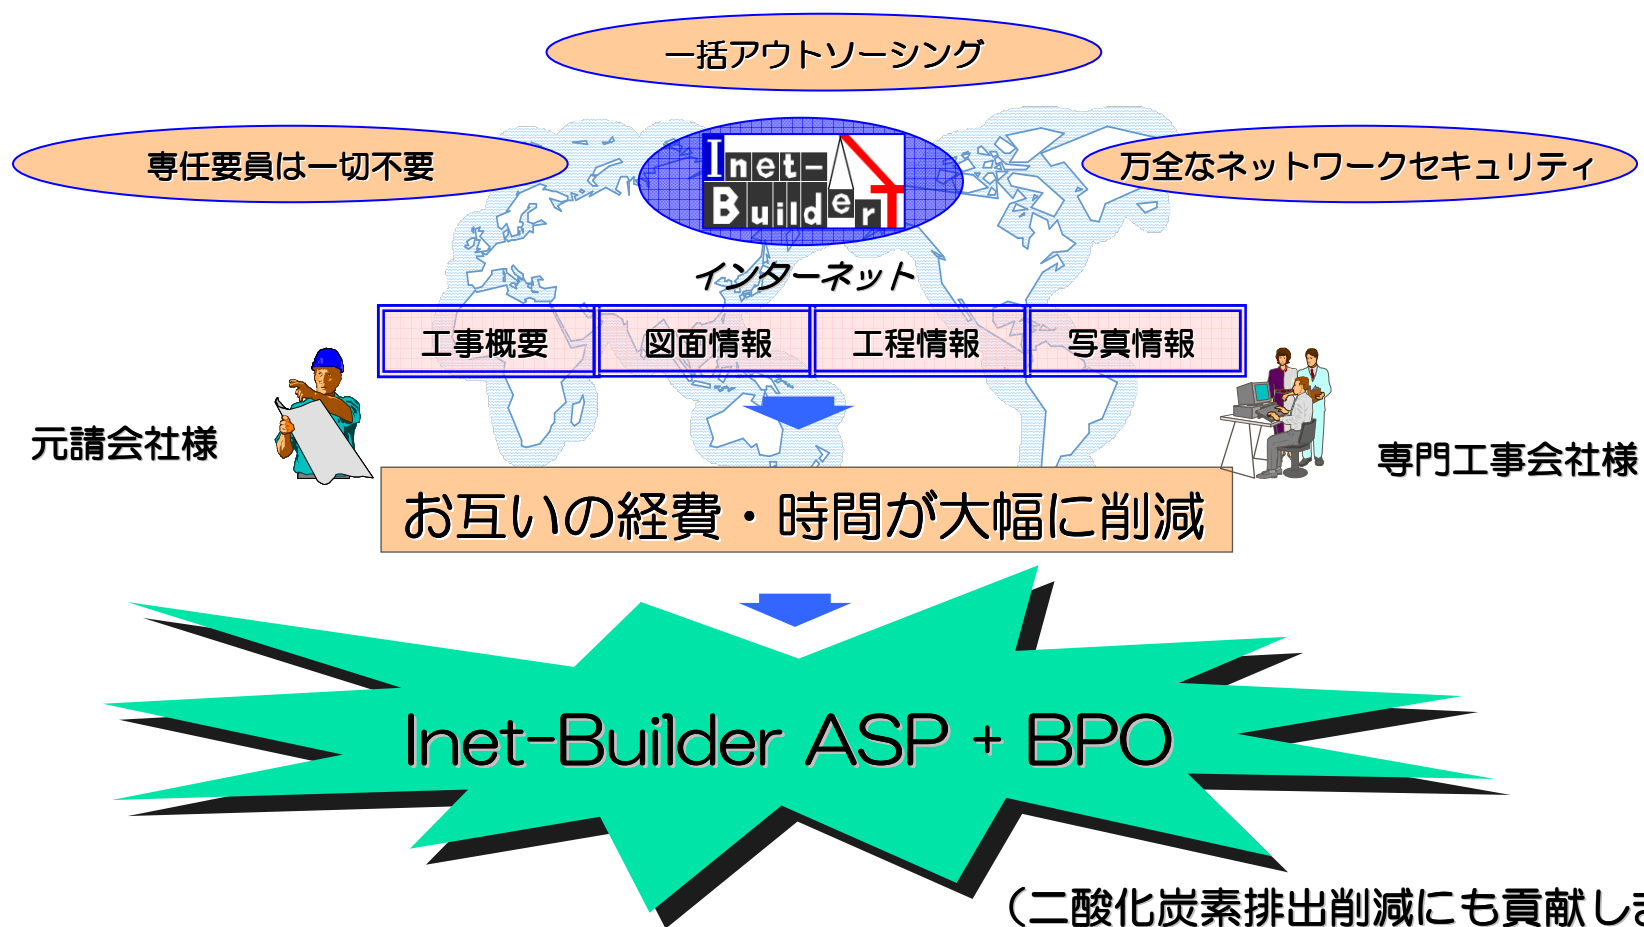 一括アウトソーシング
専任要員は一切不要
万全なネットワークセキュリティ
Inet-
Builder
インターネット
工事概要 図面情報 工程情報 写真情報
元請会社様
専門工事会社様
お互いの経費・時間が大幅に削減
Inet-Builder ASP + BPO
（二酸化炭素排出削減にも貢献しま